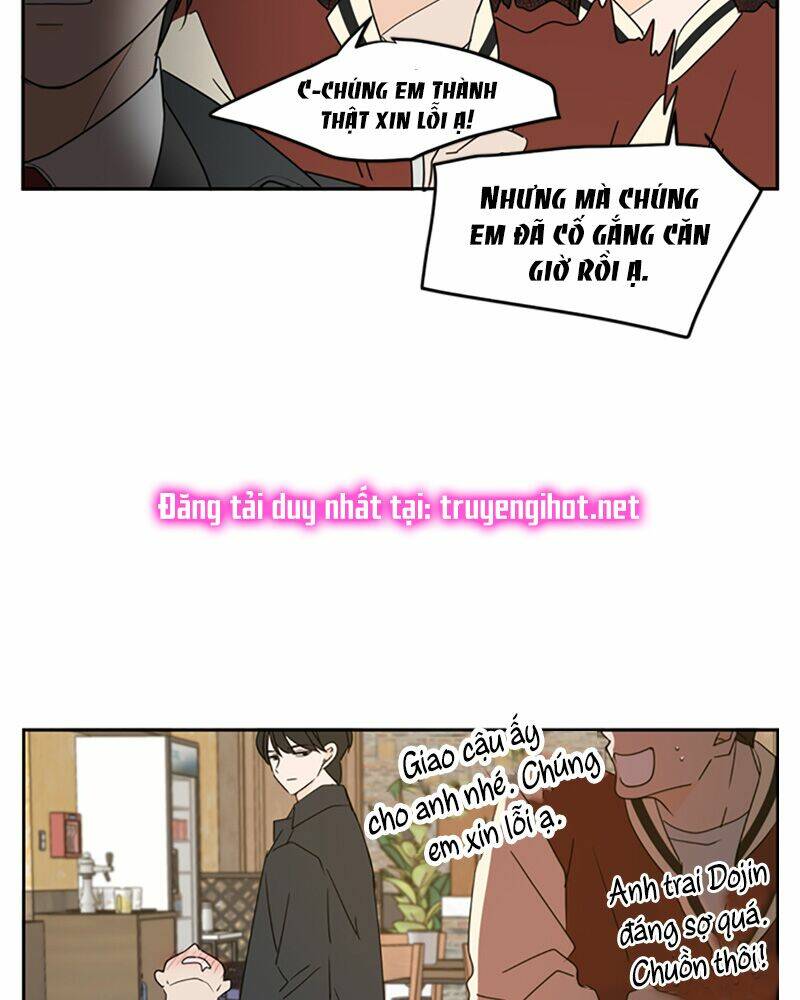 C-CHÚNG EM THÀNH
THẬT XIN LỖI Ạ!
NHƯNG MÀ CHÚNG
EM ĐÃ CỐ GẮNG CĂN
GIỜ RỒI Ạ.
Đăng tải duy nhất tại: truyengihot.net
Giao cậu ấy
cho anh nhé. Chúng
em xin lỗi ạ.
Anh trai Dojin
đáng sợ quá.
Chuồn thôi!